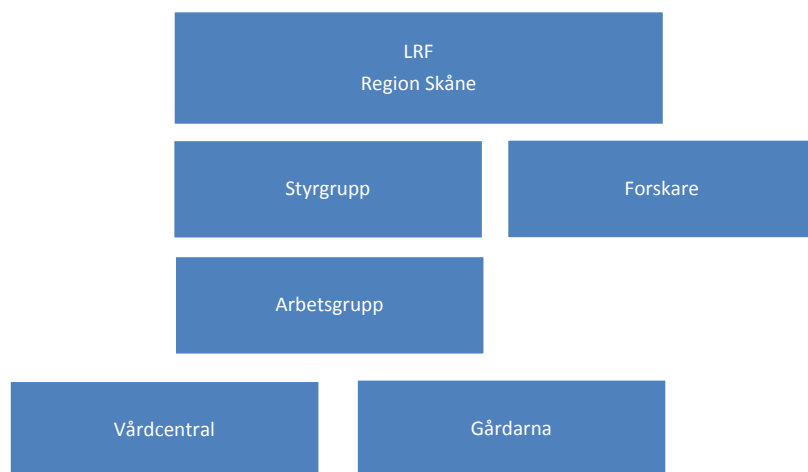 LRF
Region Skåne
Styrgrupp
Forskare
Arbetsgrupp
Vårdcentral
Gårdarna